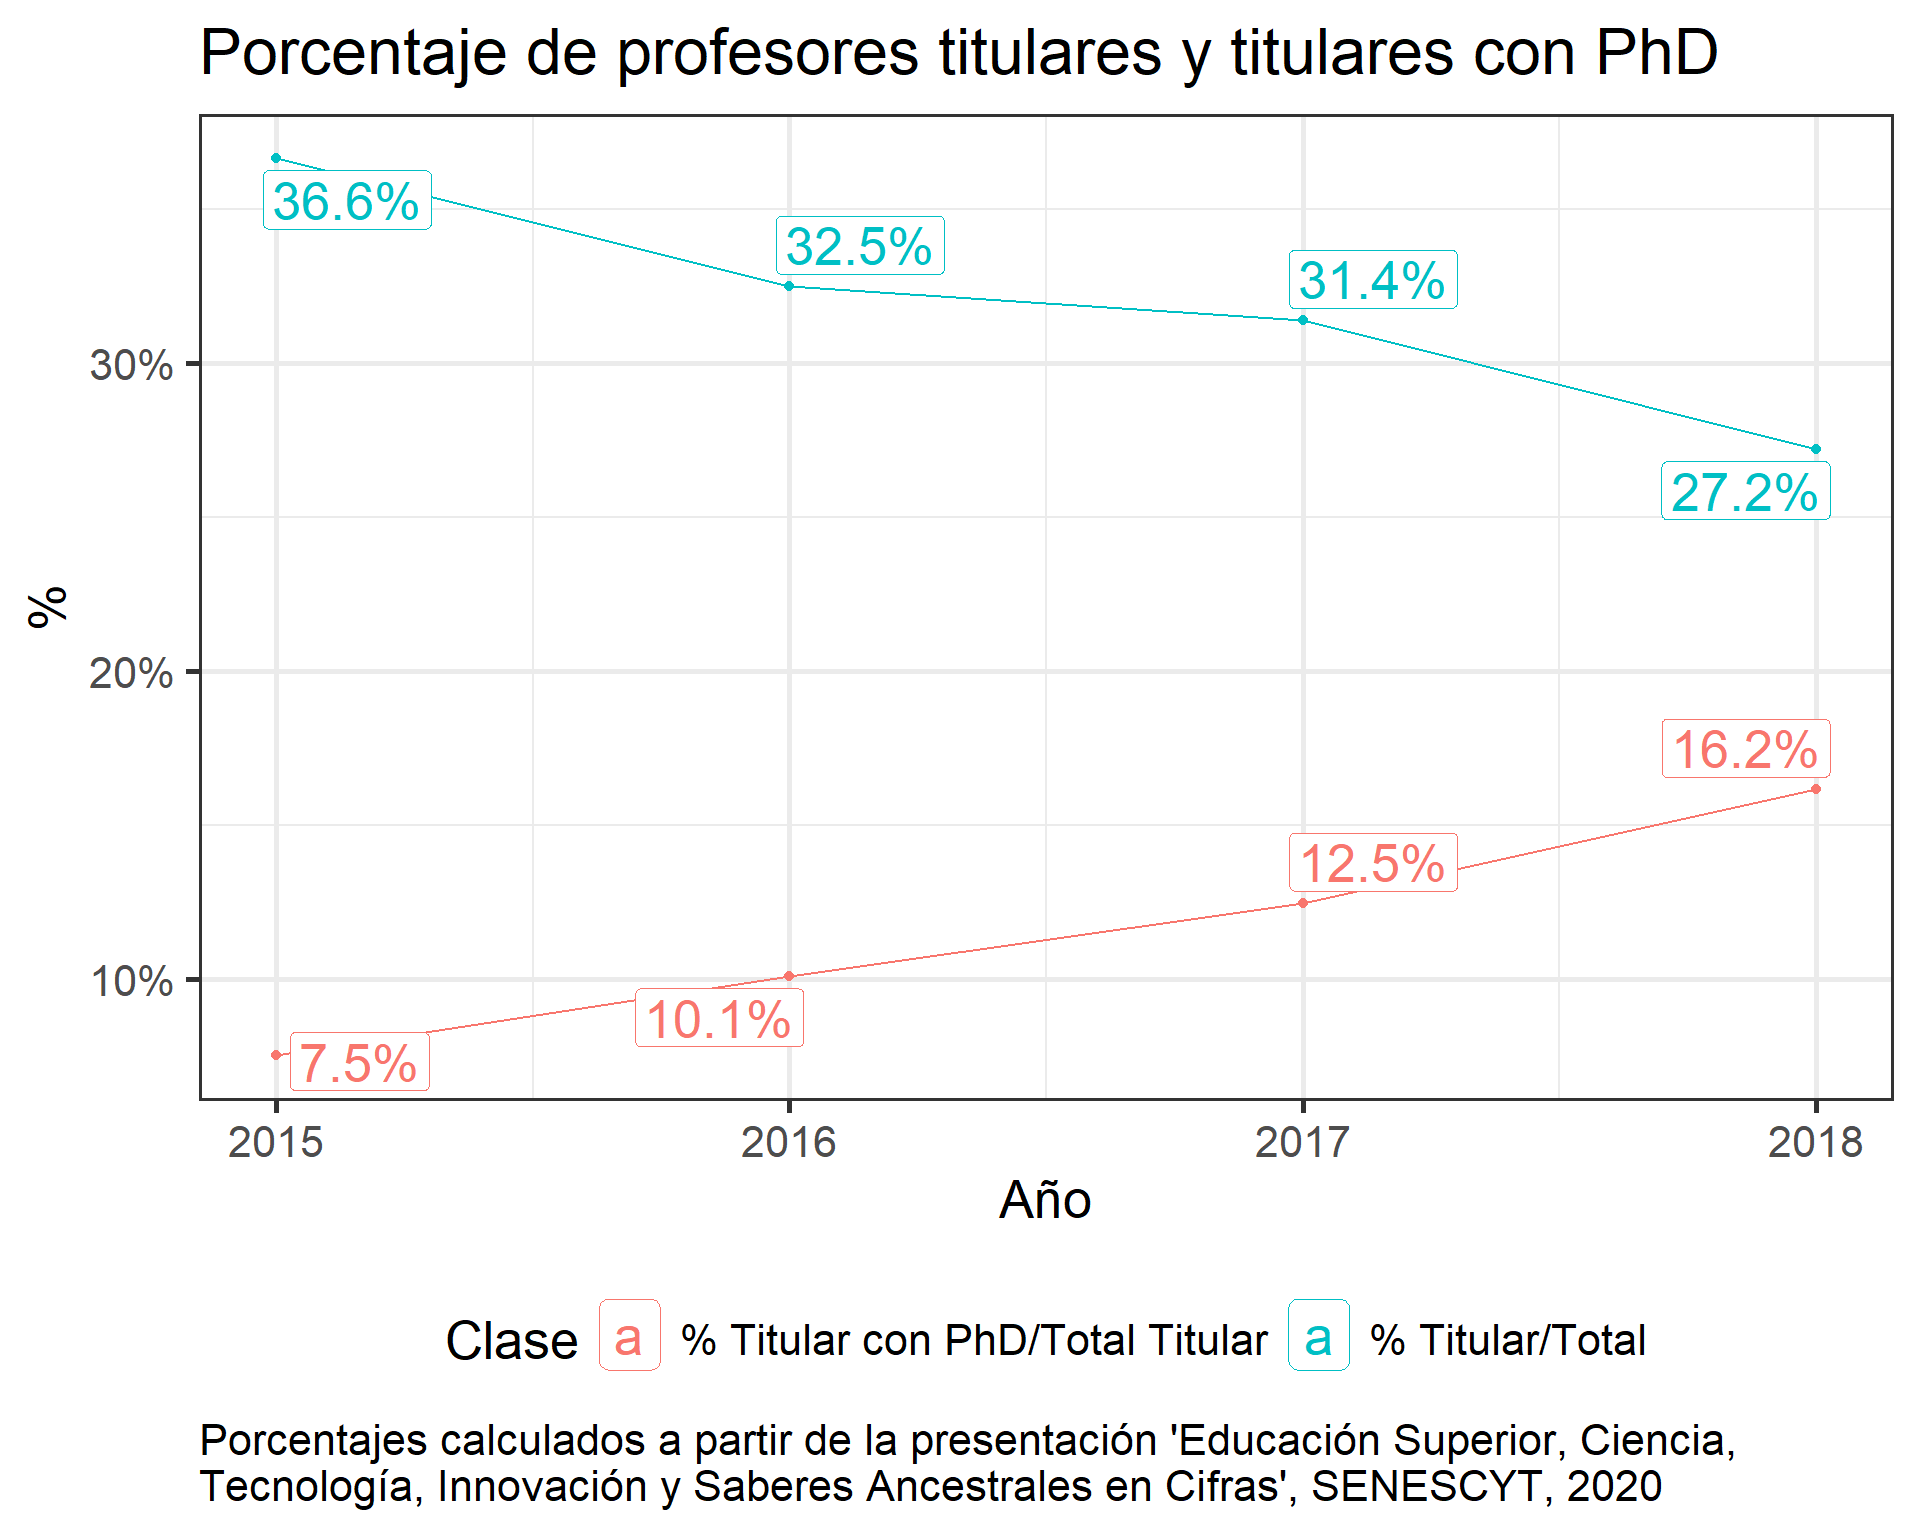 Porcentaje de profesores titulares y titulares con PhD
36.6%
32.5%
31.4%
30%
27.2%
%
20%
16.2%
12.5%
10%
10.1%
7.5%
2015 2016 2017 2018
Año
Clase a % Titular con PhD/Total Titular a % Titular/Total
Porcentajes calculados a partir de la presentación 'Educación Superior, Ciencia,
Tecnología, Innovación y Saberes Ancestrales en Cifras', SENESCYT, 2020